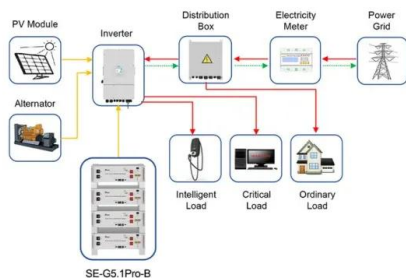 PV Module
Inverter
Distribution
Box
Electricity
Meter
Power
Grid
Alternator
Intelligent
Load
Critical
Load
Ordinary
Load
SE-G5.1Pro-B